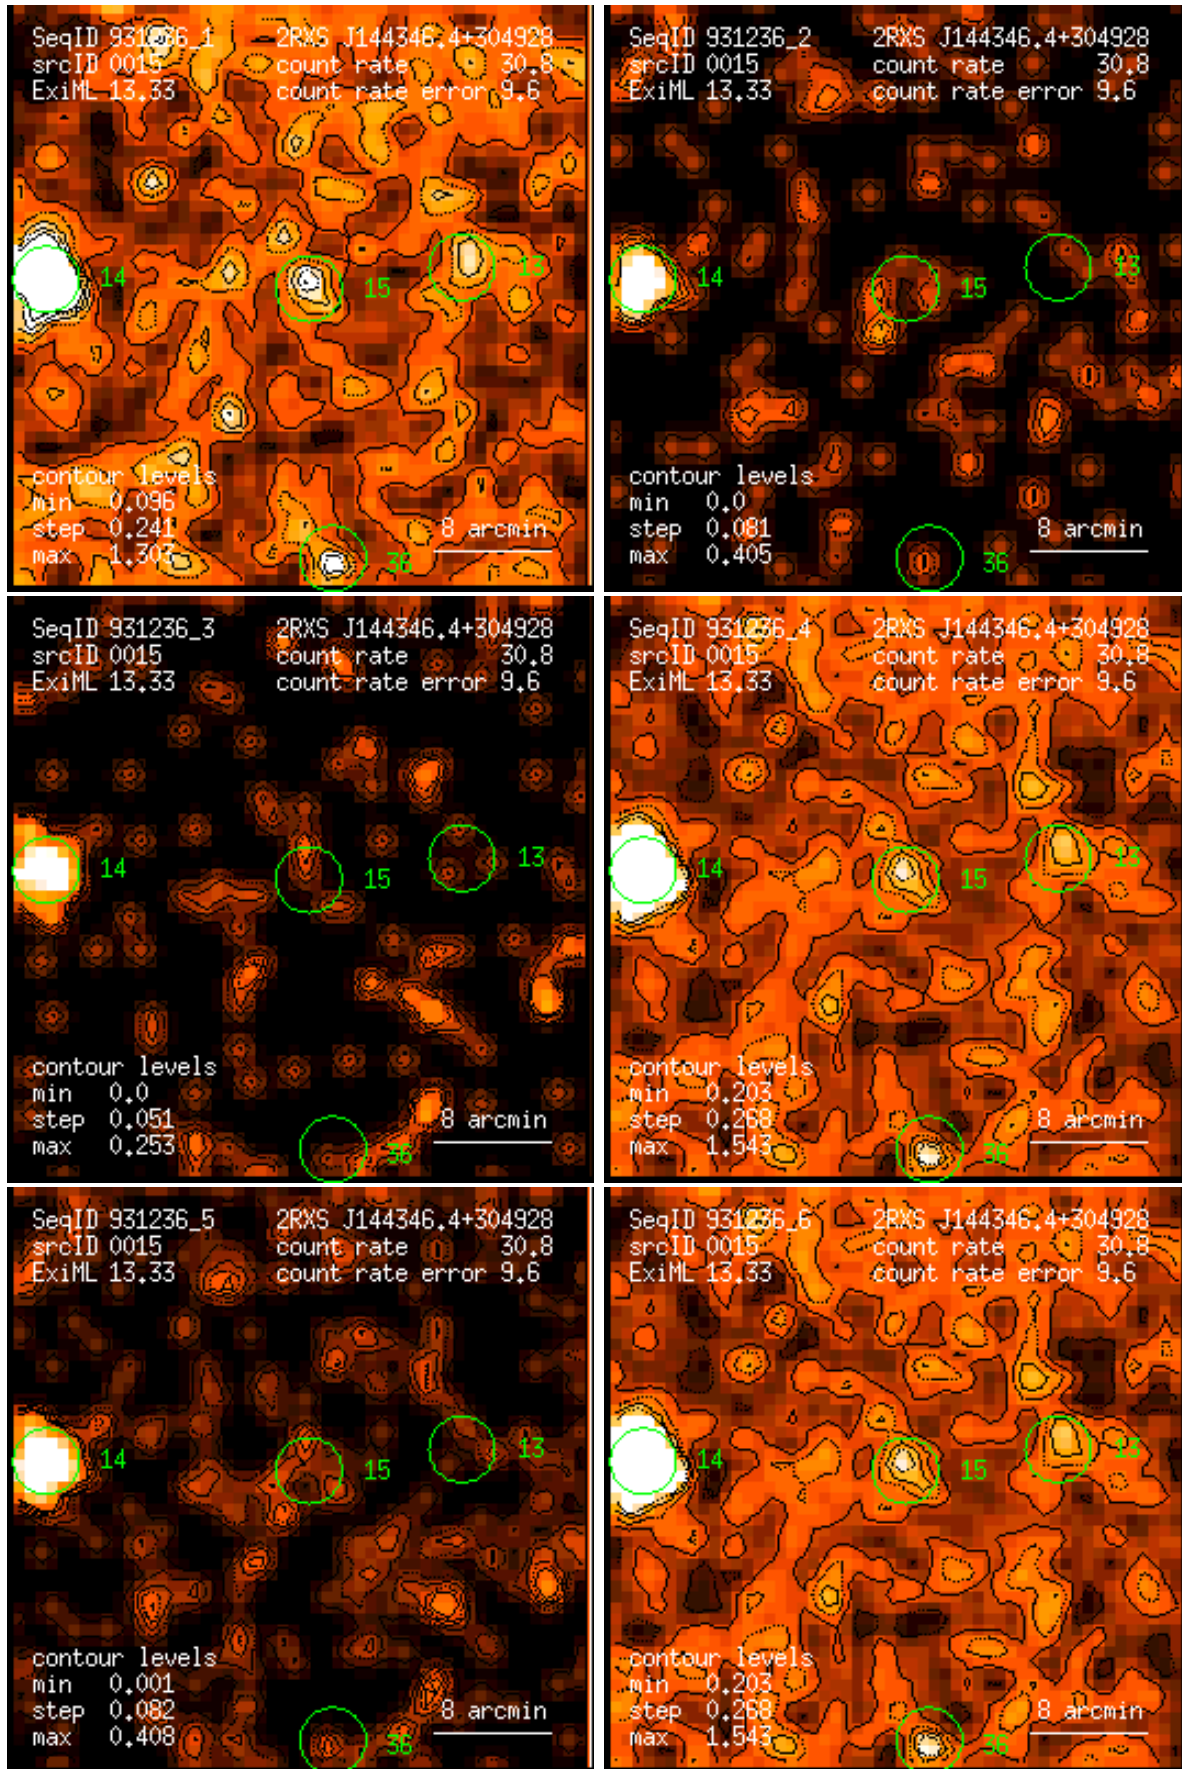 SeqID 931236_1 2RXS J144346.4+304928
srcID 0015 count rate 30.8
ExiML 13.33 count rate error 9.6
14
15
13
contour levels
min 0.096
step 0.241 8 arcmin
max 1.303 36
SeqID 931236_2 2RXS J144346.4+304928
srcID 0015 count rate 30.8
ExiML 13.33 count rate error 9.6
14
15
13
contour levels
min 0.0
step 0.081 8 arcmin
max 0.405 36
SeqID 931236_3 2RXS J144346.4+304928
srcID 0015 count rate 30.8
ExiML 13.33 count rate error 9.6
14
15
13
contour levels
min 0.0
step 0.051 8 arcmin
max 0.253 36
SeqID 931236_4 2RXS J144346.4+304928
srcID 0015 count rate 30.8
ExiML 13.33 count rate error 9.6
14
15
13
contour levels
min 0.203
step 0.268 8 arcmin
max 1.543 36
SeqID 931236_5 2RXS J144346.4+304928
srcID 0015 count rate 30.8
ExiML 13.33 count rate error 9.6
14
15
13
contour levels
min 0.001
step 0.082 8 arcmin
max 0.408 36
SeqID 931236_6 2RXS J144346.4+304928
srcID 0015 count rate 30.8
ExiML 13.33 count rate error 9.6
14
15
13
contour levels
min 0.203
step 0.268 8 arcmin
max 1.543 36